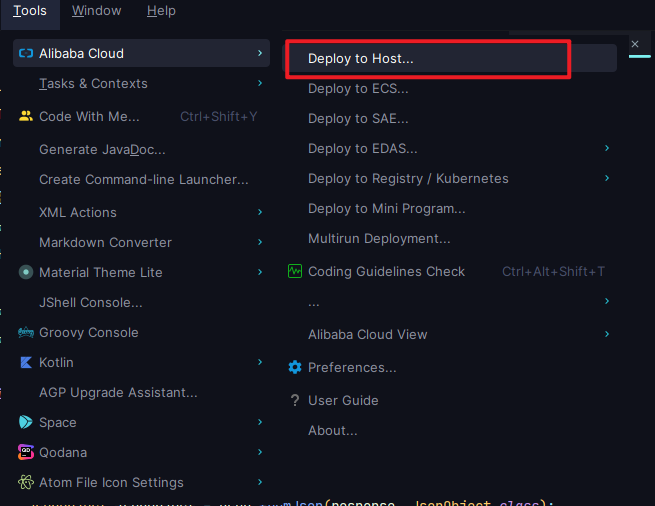 Tools Window Help
Alibaba Cloud
Tasks & Contexts
Code With Me... Ctrl+Shift+Y
Generate JavaDoc...
Create Command-line Launcher...
XML Actions
Markdown Converter
Material Theme Lite
JShell Console...
Groovy Console
Kotlin
AGP Upgrade Assistant...
Space
Qodana
Atom File Icon Settings
Deploy to Host...
Deploy to ECS...
Deploy to SAE...
Deploy to EDAS...
Deploy to Registry / Kubernetes
Deploy to Mini Program...
Multirun Deployment...
Coding Guidelines Check Ctrl+Alt+Shift+T
...
Alibaba Cloud View
Preferences...
? User Guide
About...